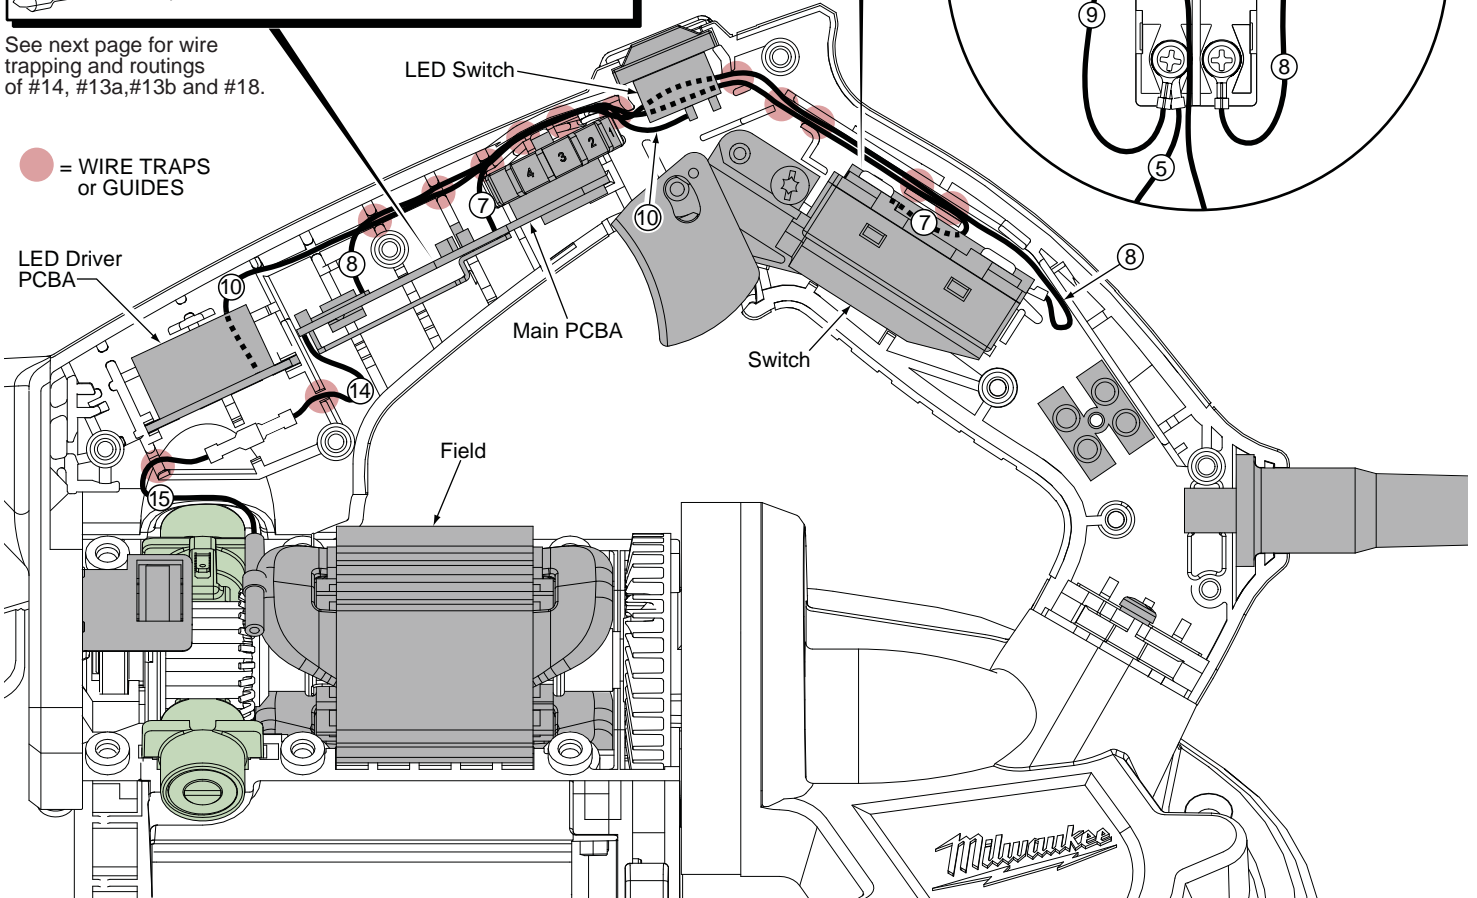 See next page for wire
trapping and routings
of #14, #13a,#13b and #18.
= WIRE TRAPS
or GUIDES
LED Switch
LED Driver
PCBA
Main PCBA
Switch
Field
9
8
5
10
7
8
10
7
8
14
15
4
3
2
1
Milwaukee